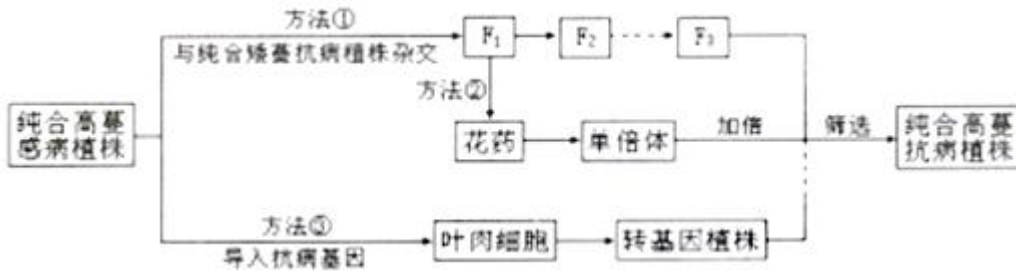 方法①
与纯合矮蔓抗病植株杂交
F₁
F₂
F₃
方法②
纯合高蔓
感病植株
花药
单倍体
加倍
筛选
纯合高蔓
抗病植株
方法③
导入抗病基因
叶肉细胞
转基因植株